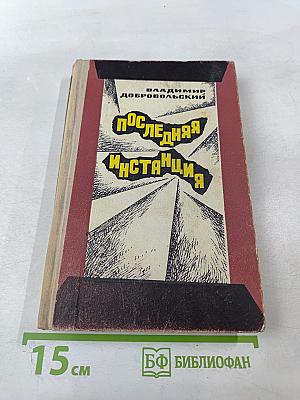 ВЛАДИМИР
ДОБРОВОЛЬСКИЙ
ПОСЛЕДНЯЯ
ИНСТАНЦИЯ
15 см
БФ БИБЛИОФАН